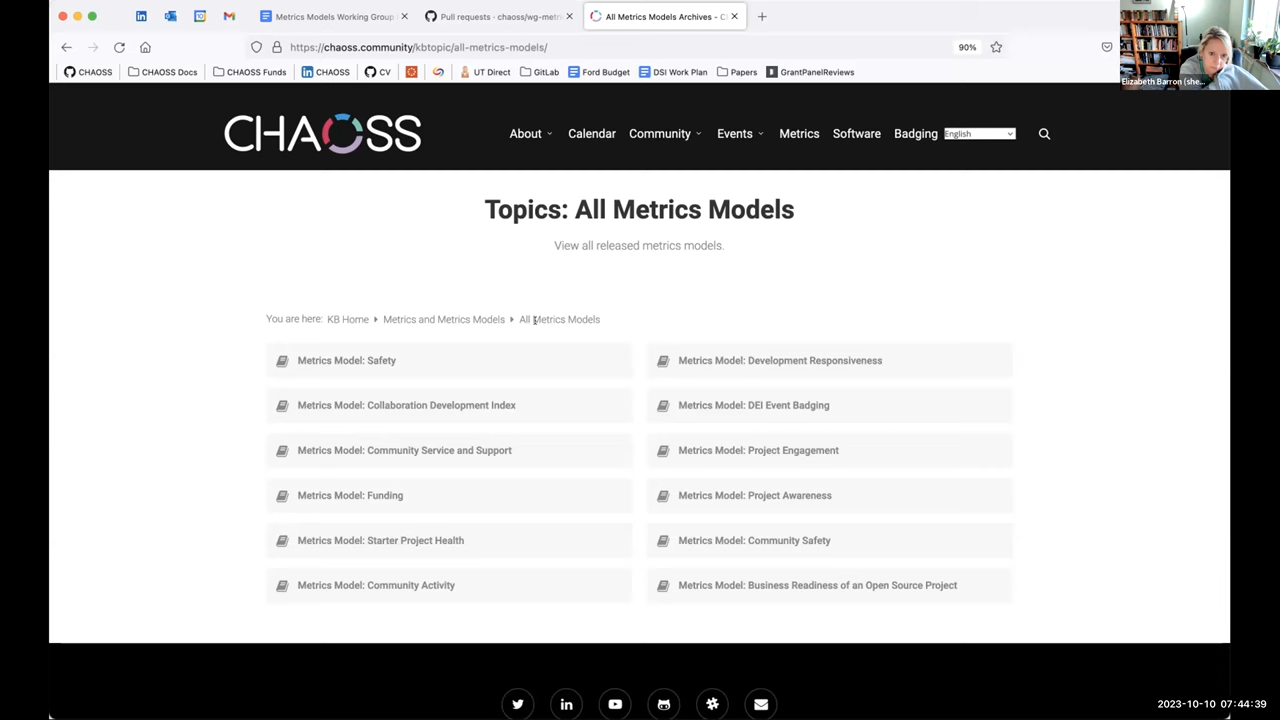 Metrics Models Working Group
Pull requests · chaoss/wg-metric
All Metrics Models Archives - C
https://chaoss.community/kbtopic/all-metrics-models/
90%
CHAOSS
CHAOSS Docs
CHAOSS Funds
CHAOSS
CV
UT Direct
GitLab
Ford Budget
DSI Work Plan
Papers
GrantPanelReviews
Elizabeth Barron (she...
CHAOSS
About
Calendar
Community
Events
Metrics
Software
Badging
English
Topics: All Metrics Models
View all released metrics models.
You are here: KB Home Metrics and Metrics Models All Metrics Models
Metrics Model: Safety
Metrics Model: Development Responsiveness
Metrics Model: Collaboration Development Index
Metrics Model: DEI Event Badging
Metrics Model: Community Service and Support
Metrics Model: Project Engagement
Metrics Model: Funding
Metrics Model: Project Awareness
Metrics Model: Starter Project Health
Metrics Model: Community Safety
Metrics Model: Community Activity
Metrics Model: Business Readiness of an Open Source Project
2023-10-10 07:44:39